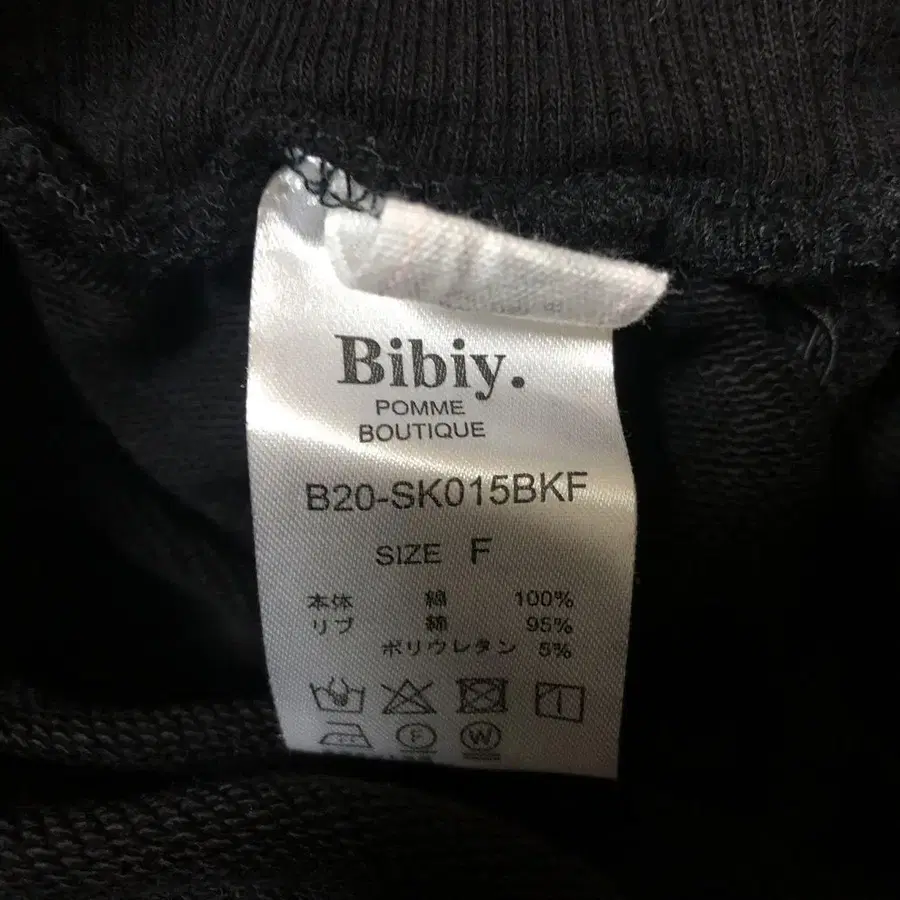 Bibiy.
POMME
BOUTIQUE
B20-SK015BKF
SIZE F
本体 綿 100%
リブ 綿 95%
ポリウレタン 5%
F W